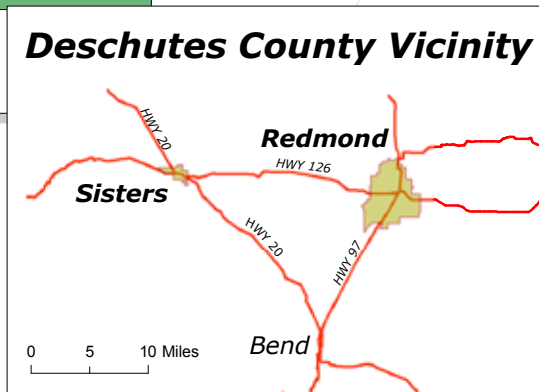 Deschutes County Vicinity
HWY 20
Redmond
HWY 126
Sisters
HWY 20
HWY 97
Bend
0 5 10 Miles